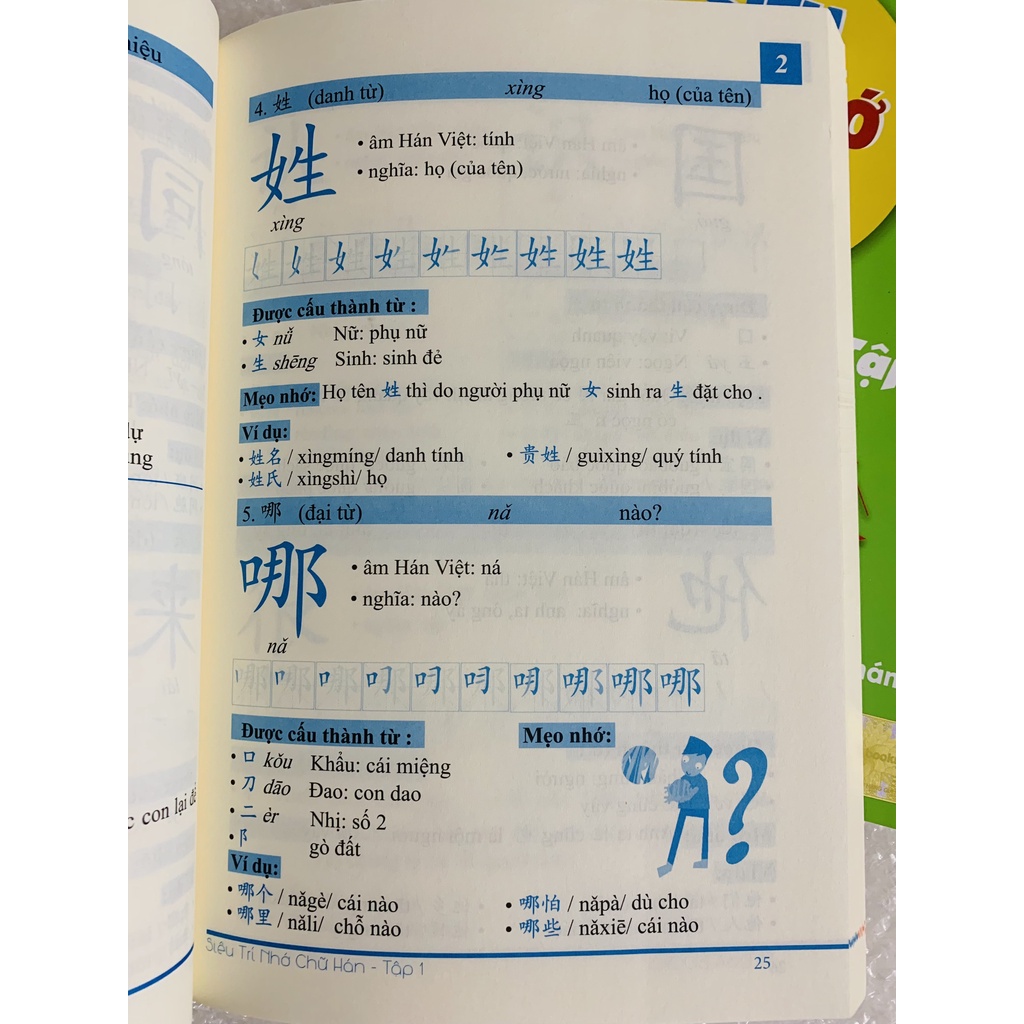 2
4. 姓 (danh từ) xìng họ (của tên)
姓
• âm Hán Việt: tính
• nghĩa: họ (của tên)
xìng
姓 姓
Được cấu thành từ :
• 女 nǚ Nữ: phụ nữ
• 生 shēng Sinh: sinh đẻ
Mẹo nhớ: Họ tên 姓 thì do người phụ nữ 女 sinh ra 生 đặt cho .
Ví dụ:
• 姓名 / xìngmíng/ danh tính • 贵姓 / guìxìng/ quý tính
• 姓氏 / xìngshì/ họ
5. 哪 (đại từ) nǎ nào?
哪
• âm Hán Việt: ná
• nghĩa: nào?
nǎ
哪 哪
Được cấu thành từ : Mẹo nhớ:
• 口 kǒu Khẩu: cái miệng
• 刀 dāo Đao: con dao
• 二 èr Nhị: số 2
• 阝 gò đất
?
Ví dụ:
• 哪个 / nǎgè/ cái nào • 哪怕 / nǎpà/ dù cho
• 哪里 / nǎli/ chỗ nào • 哪些 / nǎxiē/ cái nào
Siêu Trí Nhớ Chữ Hán - Tập 1 25
c con lại